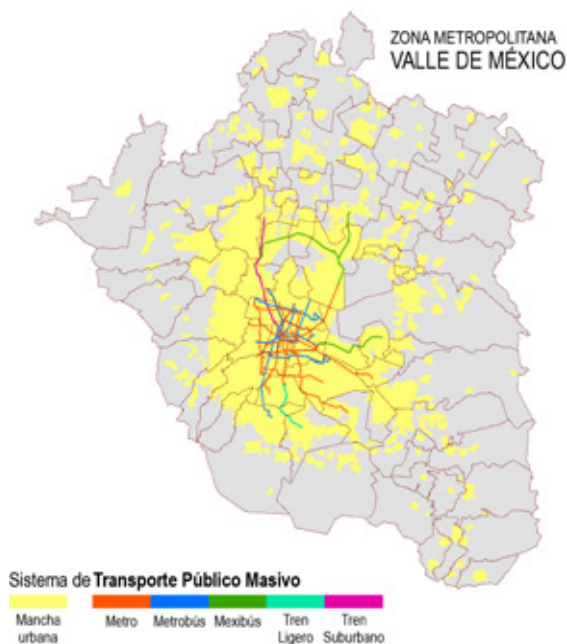 ZONA METROPOLITANA
VALLE DE MÉXICO
Sistema de Transporte Público Masivo
Mancha urbana
Metro
Metrobús
Mexibús
Tren Ligero
Tren Suburbano